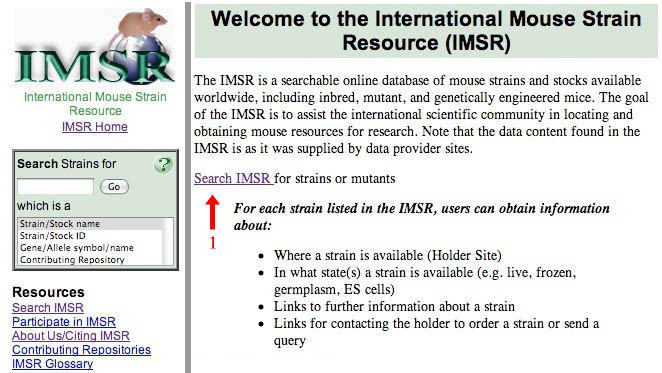 IMSR
International Mouse Strain
Resource
IMSR Home
Search Strains for
?
Go
which is a
Strain/Stock name
Strain/Stock ID
Gene/Allele symbol/name
Contributing Repository
Resources
Search IMSR
Participate in IMSR
About Us/Citing IMSR
Contributing Repositories
IMSR Glossary
Welcome to the International Mouse Strain
Resource (IMSR)
The IMSR is a searchable online database of mouse strains and stocks available
worldwide, including inbred, mutant, and genetically engineered mice. The goal
of the IMSR is to assist the international scientific community in locating and
obtaining mouse resources for research. Note that the data content found in the
IMSR is as it was supplied by data provider sites.
Search IMSR for strains or mutants
1
For each strain listed in the IMSR, users can obtain information
about:
• Where a strain is available (Holder Site)
• In what state(s) a strain is available (e.g. live, frozen,
germplasm, ES cells)
• Links to further information about a strain
• Links for contacting the holder to order a strain or send a
query